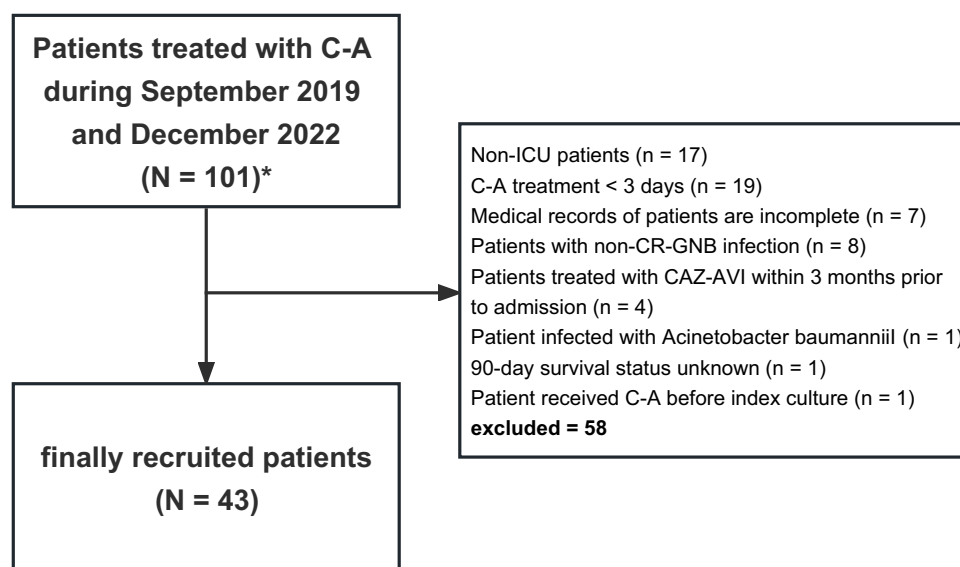 Patients treated with C-A
during September 2019
and December 2022
(N = 101)*
Non-ICU patients (n = 17)
C-A treatment < 3 days (n = 19)
Medical records of patients are incomplete (n = 7)
Patients with non-CR-GNB infection (n = 8)
Patients treated with CAZ-AVI within 3 months prior
to admission (n = 4)
Patient infected with Acinetobacter baumanniil (n = 1)
90-day survival status unknown (n = 1)
Patient received C-A before index culture (n = 1)
excluded = 58
finally recruited patients
(N = 43)